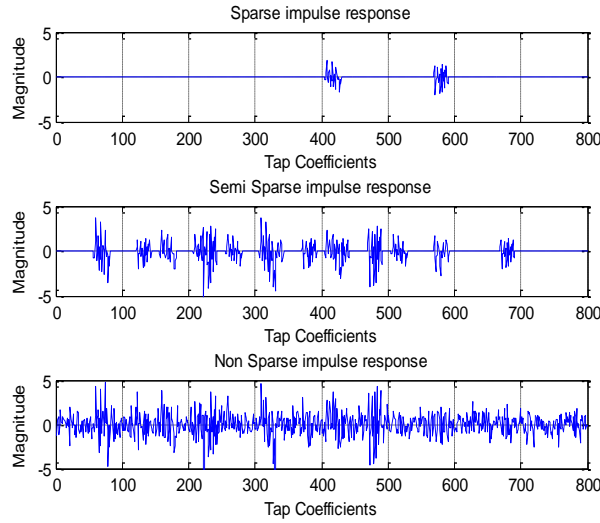 Sparse impulse response
5
0
-5
0 100 200 300 400 500 600 700 800
Magnitude
Tap Coefficients
Semi Sparse impulse response
5
0
-5
0 100 200 300 400 500 600 700 800
Magnitude
Tap Coefficients
Non Sparse impulse response
5
0
-5
0 100 200 300 400 500 600 700 800
Magnitude
Tap Coefficients